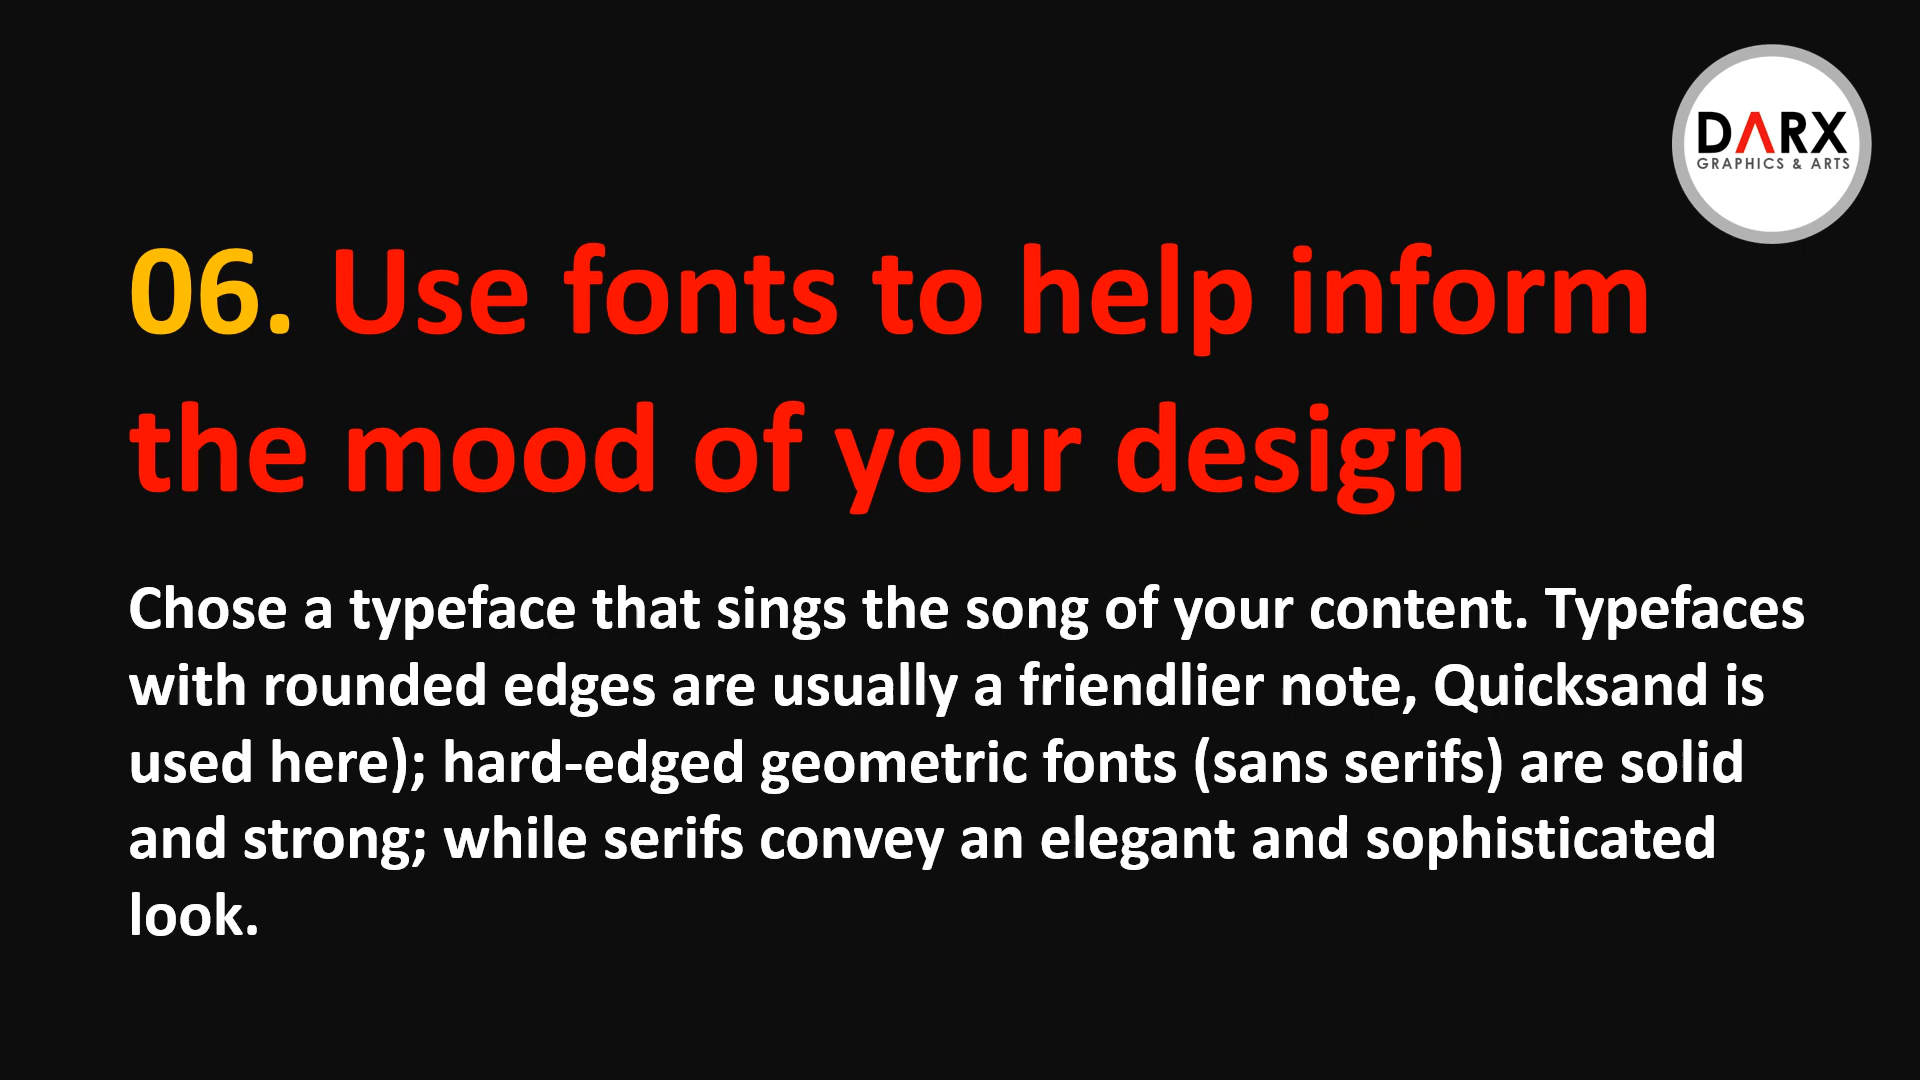 DARX
GRAPHICS & ARTS
06. Use fonts to help inform
the mood of your design
Chose a typeface that sings the song of your content. Typefaces
with rounded edges are usually a friendlier note, Quicksand is
used here); hard-edged geometric fonts (sans serifs) are solid
and strong; while serifs convey an elegant and sophisticated
look.